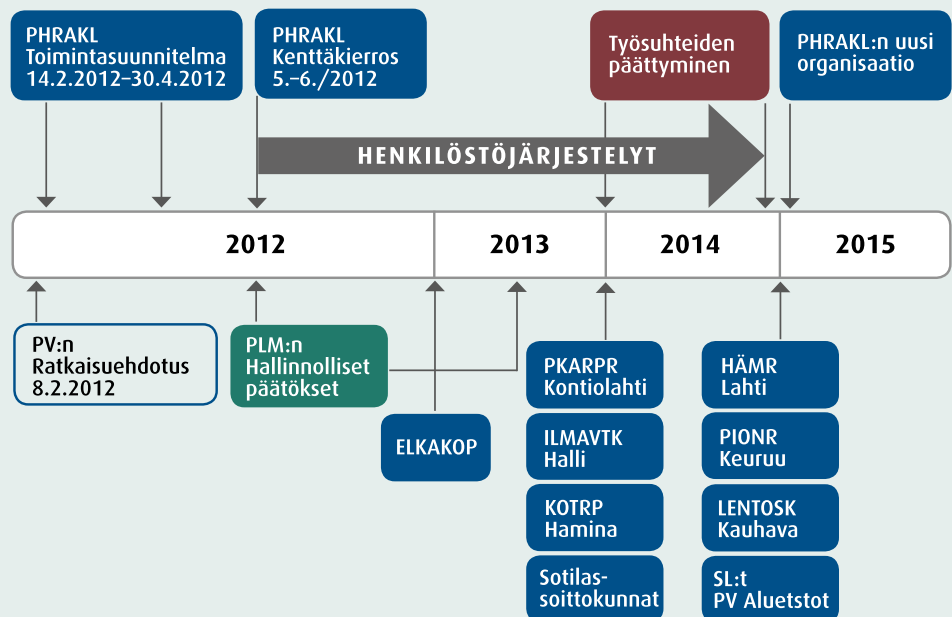 PHRAKL
Toimintasuunnitelma
14.2.2012–30.4.2012
PHRAKL
Kenttäkierros
5.–6./2012
Työsuhteiden
päättyminen
PHRAKL:n uusi
organisaatio
HENKILÖSTÖJÄRJESTELYT
2012
2013
2014
2015
PV:n
Ratkaisuehdotus
8.2.2012
PLM:n
Hallinnolliset
päätökset
ELKAKOP
PKARPR
Kontiolahti
ILMAVTK
Halli
KOTRP
Hamina
Sotilas-
soittokunnat
HÄMR
Lahti
PIONR
Keuruu
LENTOSK
Kauhava
SL:t
PV Aluetstot